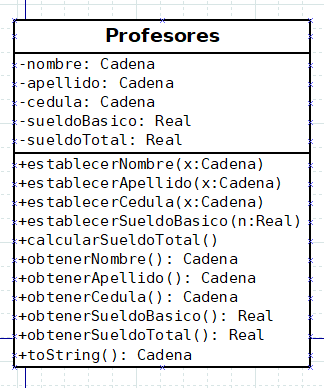 Profesores
-nombre: Cadena
-apellido: Cadena
-cedula: Cadena
-sueldoBasico: Real
-sueldoTotal: Real
+establecerNombre(x:Cadena)
+establecerApellido(x:Cadena)
+establecerCedula(x:Cadena)
+establecerSueldoBasico(n:Real)
+calcularSueldoTotal()
+obtenerNombre(): Cadena
+obtenerApellido(): Cadena
+obtenerCedula(): Cadena
+obtenerSueldoBasico(): Real
+obtenerSueldoTotal(): Real
+toString(): Cadena